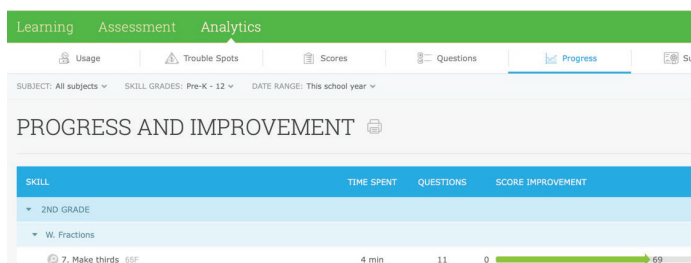 Learning Assessment Analytics
Usage Trouble Spots Scores Questions Progress Su
SUBJECT: All subjects SKILL GRADES: Pre-K - 12 DATE RANGE: This school year
PROGRESS AND IMPROVEMENT
SKILL TIME SPENT QUESTIONS SCORE IMPROVEMENT
2ND GRADE
W. Fractions
7. Make thirds 65F 4 min 11 0 69